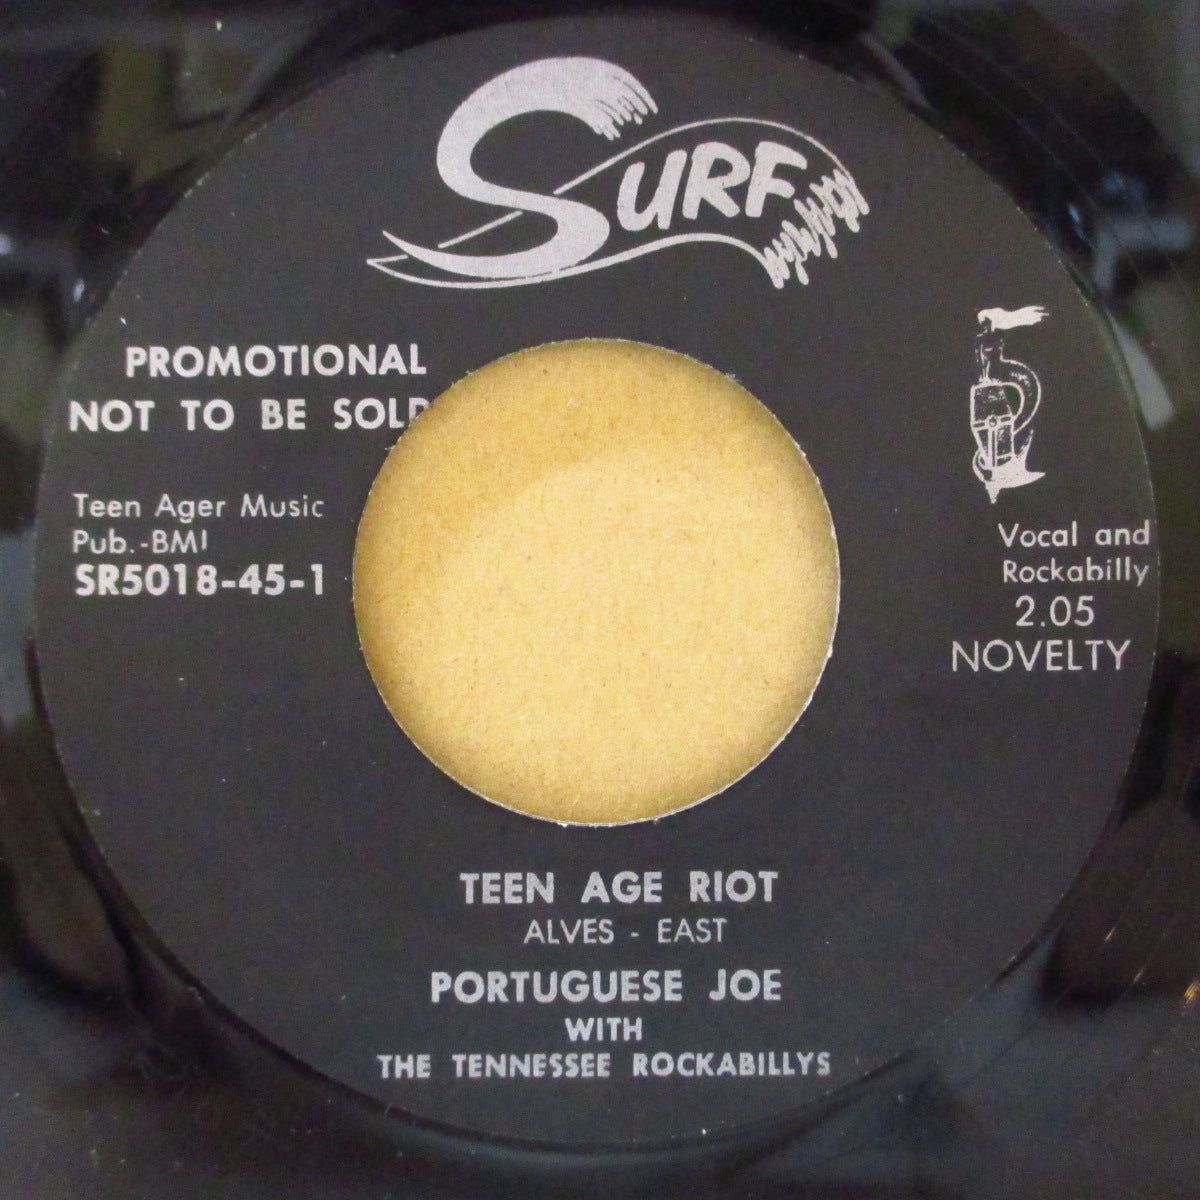 SURF
PROMOTIONAL
NOT TO BE SOLD
Teen Ager Music
Pub.-BMI
SR5018-45-1
Vocal and
Rockabilly
2.05
NOVELTY
TEEN AGE RIOT
ALVES - EAST
PORTUGUESE JOE
WITH
THE TENNESSEE ROCKABILLYS